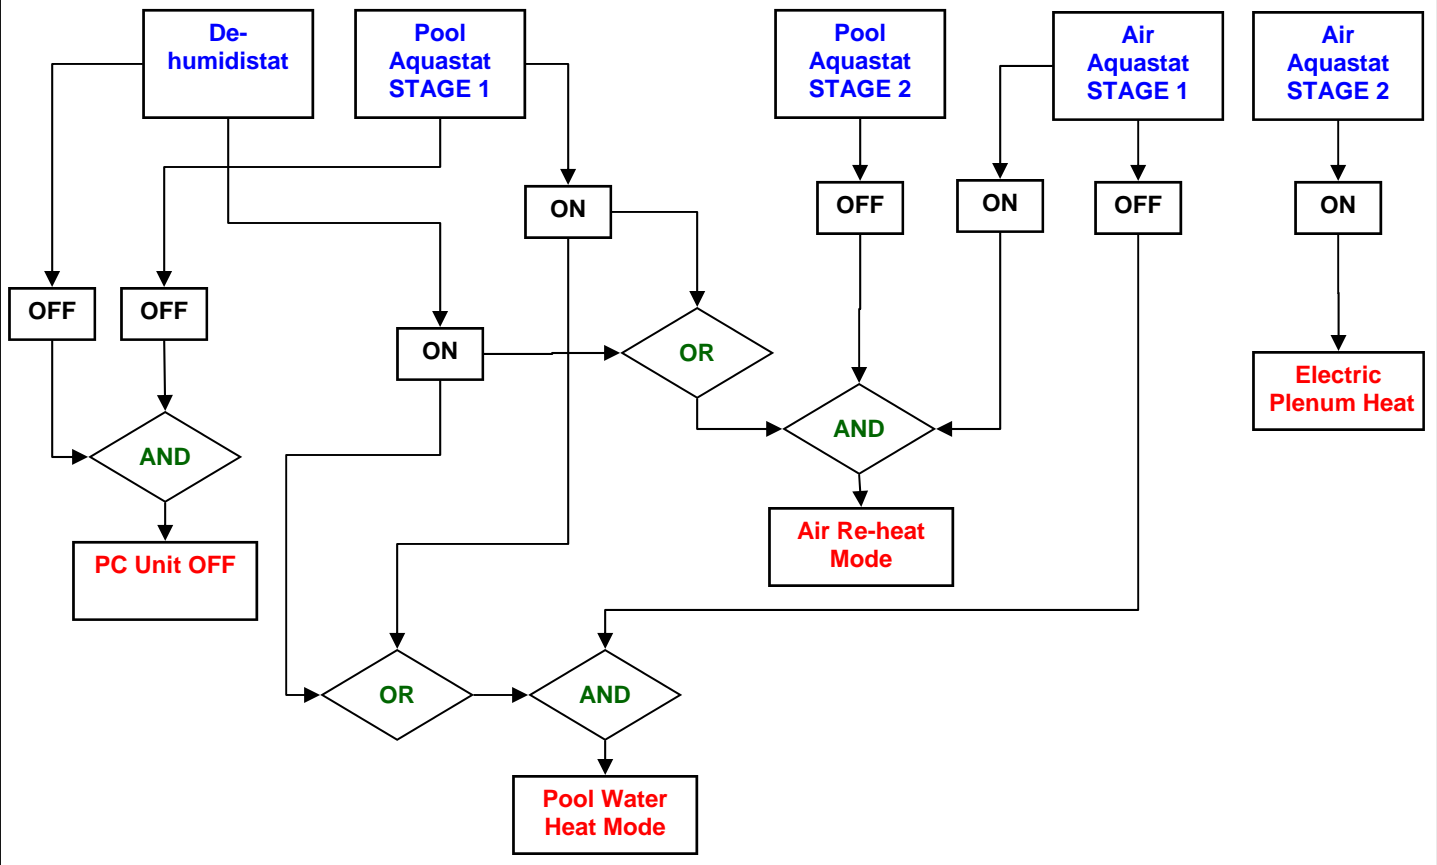 De-
humidistat
Pool
Aquastat
STAGE 1
Pool
Aquastat
STAGE 2
Air
Aquastat
STAGE 1
Air
Aquastat
STAGE 2
ON
OFF
ON
OFF
ON
OFF
OFF
ON
OR
Electric
Plenum Heat
AND
AND
Air Re-heat
Mode
PC Unit OFF
OR
AND
Pool Water
Heat Mode